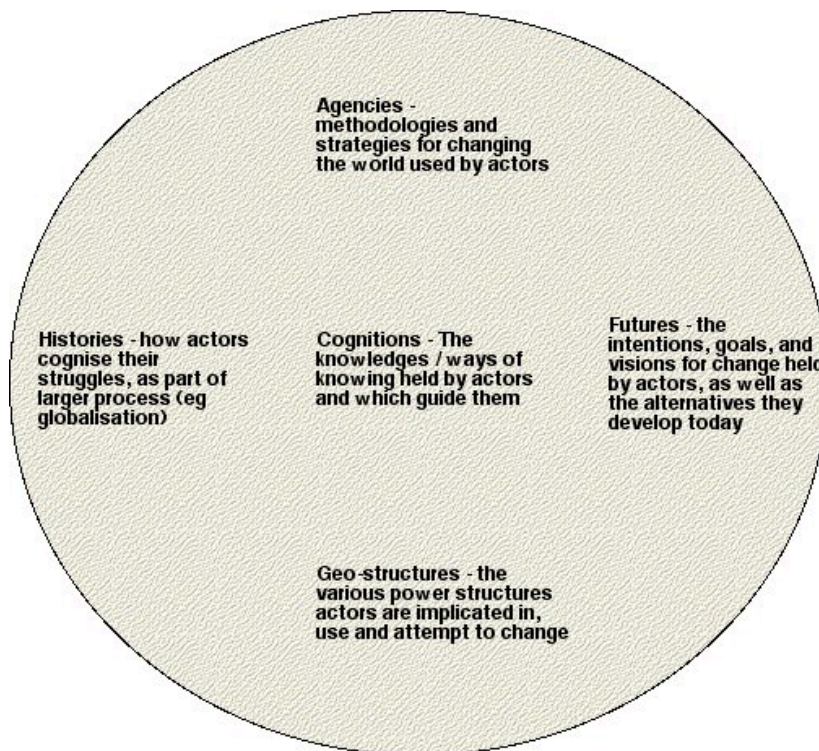 Agencies -
methodologies and
strategies for changing
the world used by actors
Histories - how actors
cognise their
struggles, as part of
larger process (eg
globalisation)
Cognitions - The
knowledges / ways of
knowing held by actors
and which guide them
Futures - the
intentions, goals, and
visions for change held
by actors, as well as
the alternatives they
develop today
Geo-structures - the
various power structures
actors are implicated in,
use and attempt to change